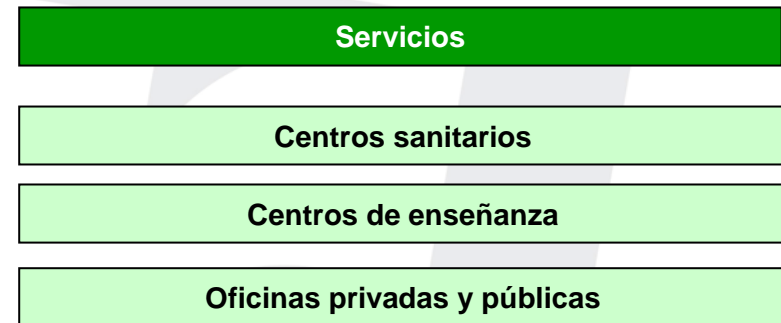 Servicios
Centros sanitarios
Centros de enseñanza
Oficinas privadas y públicas